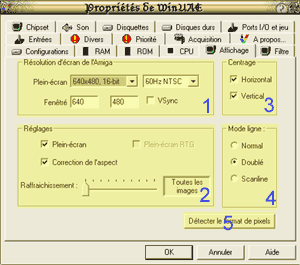 Propriétés de WinUAE
Chipset Son Disquettes Disques durs Ports I/O et jeu
Entrées Divers Priorité Acquisition A propos...
Configurations RAM ROM CPU Affichage Filtre
Résolution d'écran de l'Amiga
Plein-écran : 640x480, 16-bit 60Hz NTSC
Fenêtré 640 480 VSync 1
Centrage
Horizontal
Vertical 3
Réglages
Plein-écran Plein-écran RTG
Correction de l'aspect
Raffraichissement : Toutes les images 2
Mode ligne :
Normal
Doublé
Scanline 4
Détecter le format de pixels 5
OK Annuler Aide